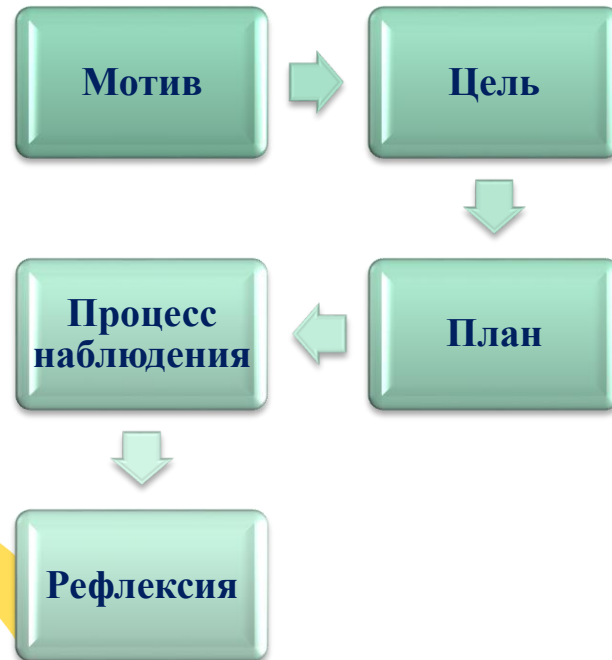 Мотив
Цель
План
Процесс
наблюдения
Рефлексия